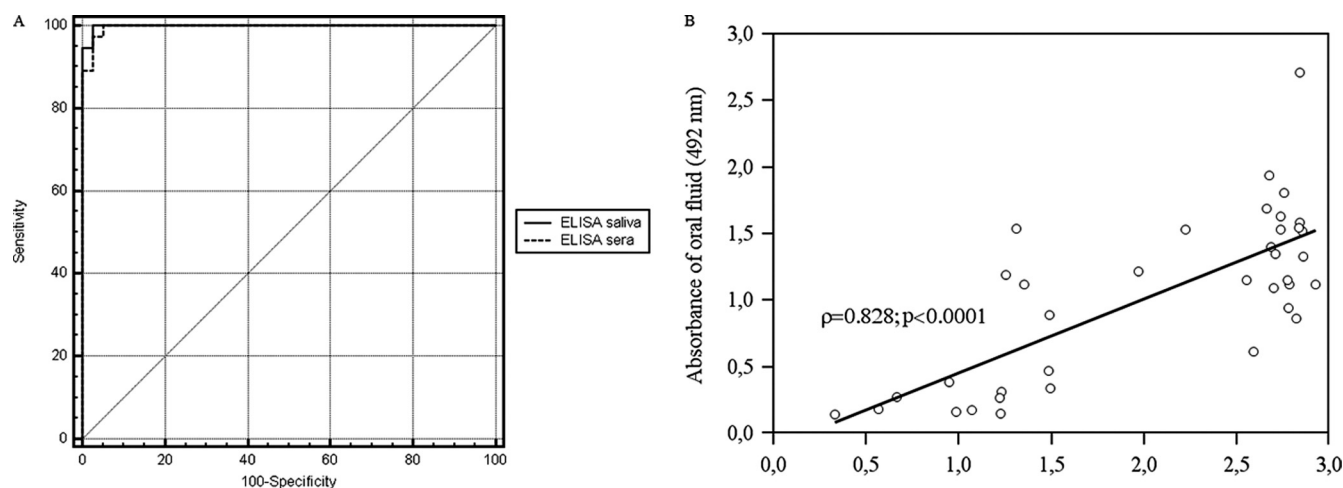 A
100
80
60
40
20
0
Sensitivity
0 20 40 60 80 100
100-Specificity
ELISA saliva
ELISA sera
B
3,0
2,5
2,0
1,5
1,0
0,5
0,0
Absorbance of oral fluid (492 nm)
ρ=0.828; p<0.0001
0,0 0,5 1,0 1,5 2,0 2,5 3,0